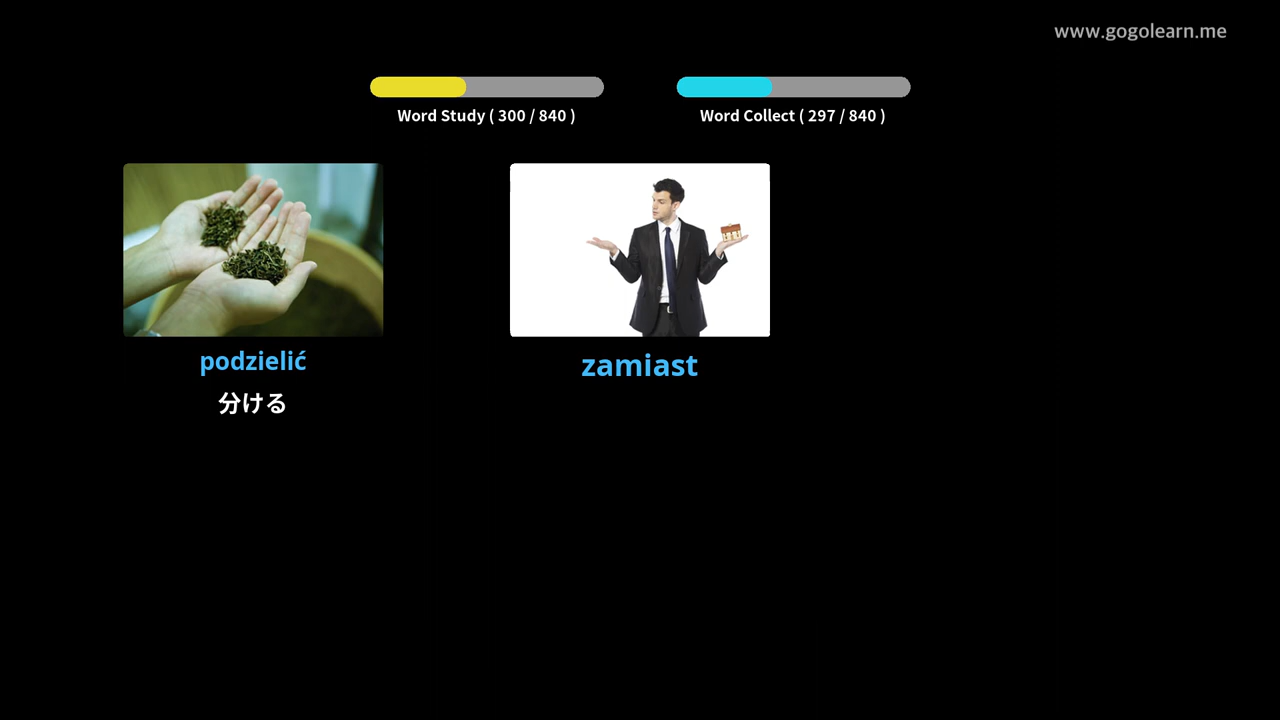 www.gogolearn.me
Word Study ( 300 / 840 )
Word Collect ( 297 / 840 )
podzielić
分ける
zamiast